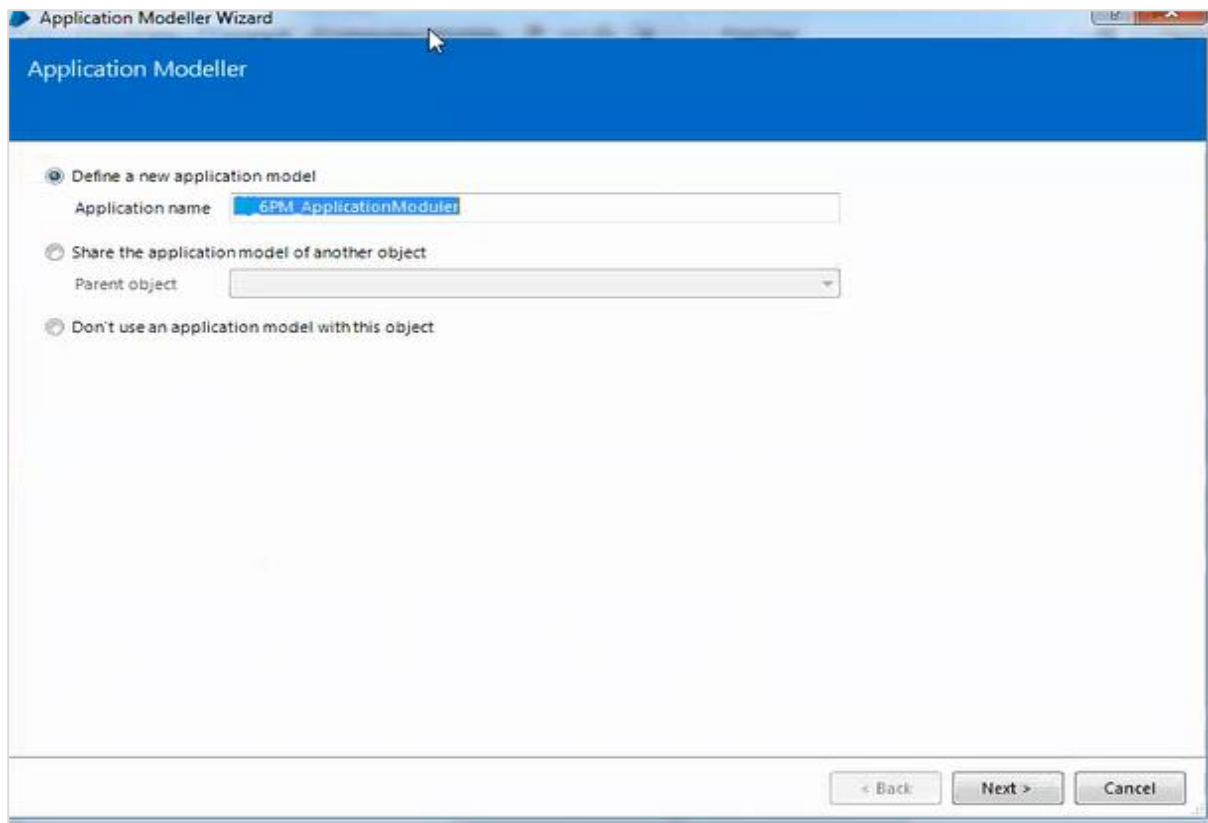 Application Modeller Wizard
Application Modeller
Define a new application model
Application name 6PM_ApplicationModuler
Share the application model of another object
Parent object
Don't use an application model with this object
< Back Next > Cancel